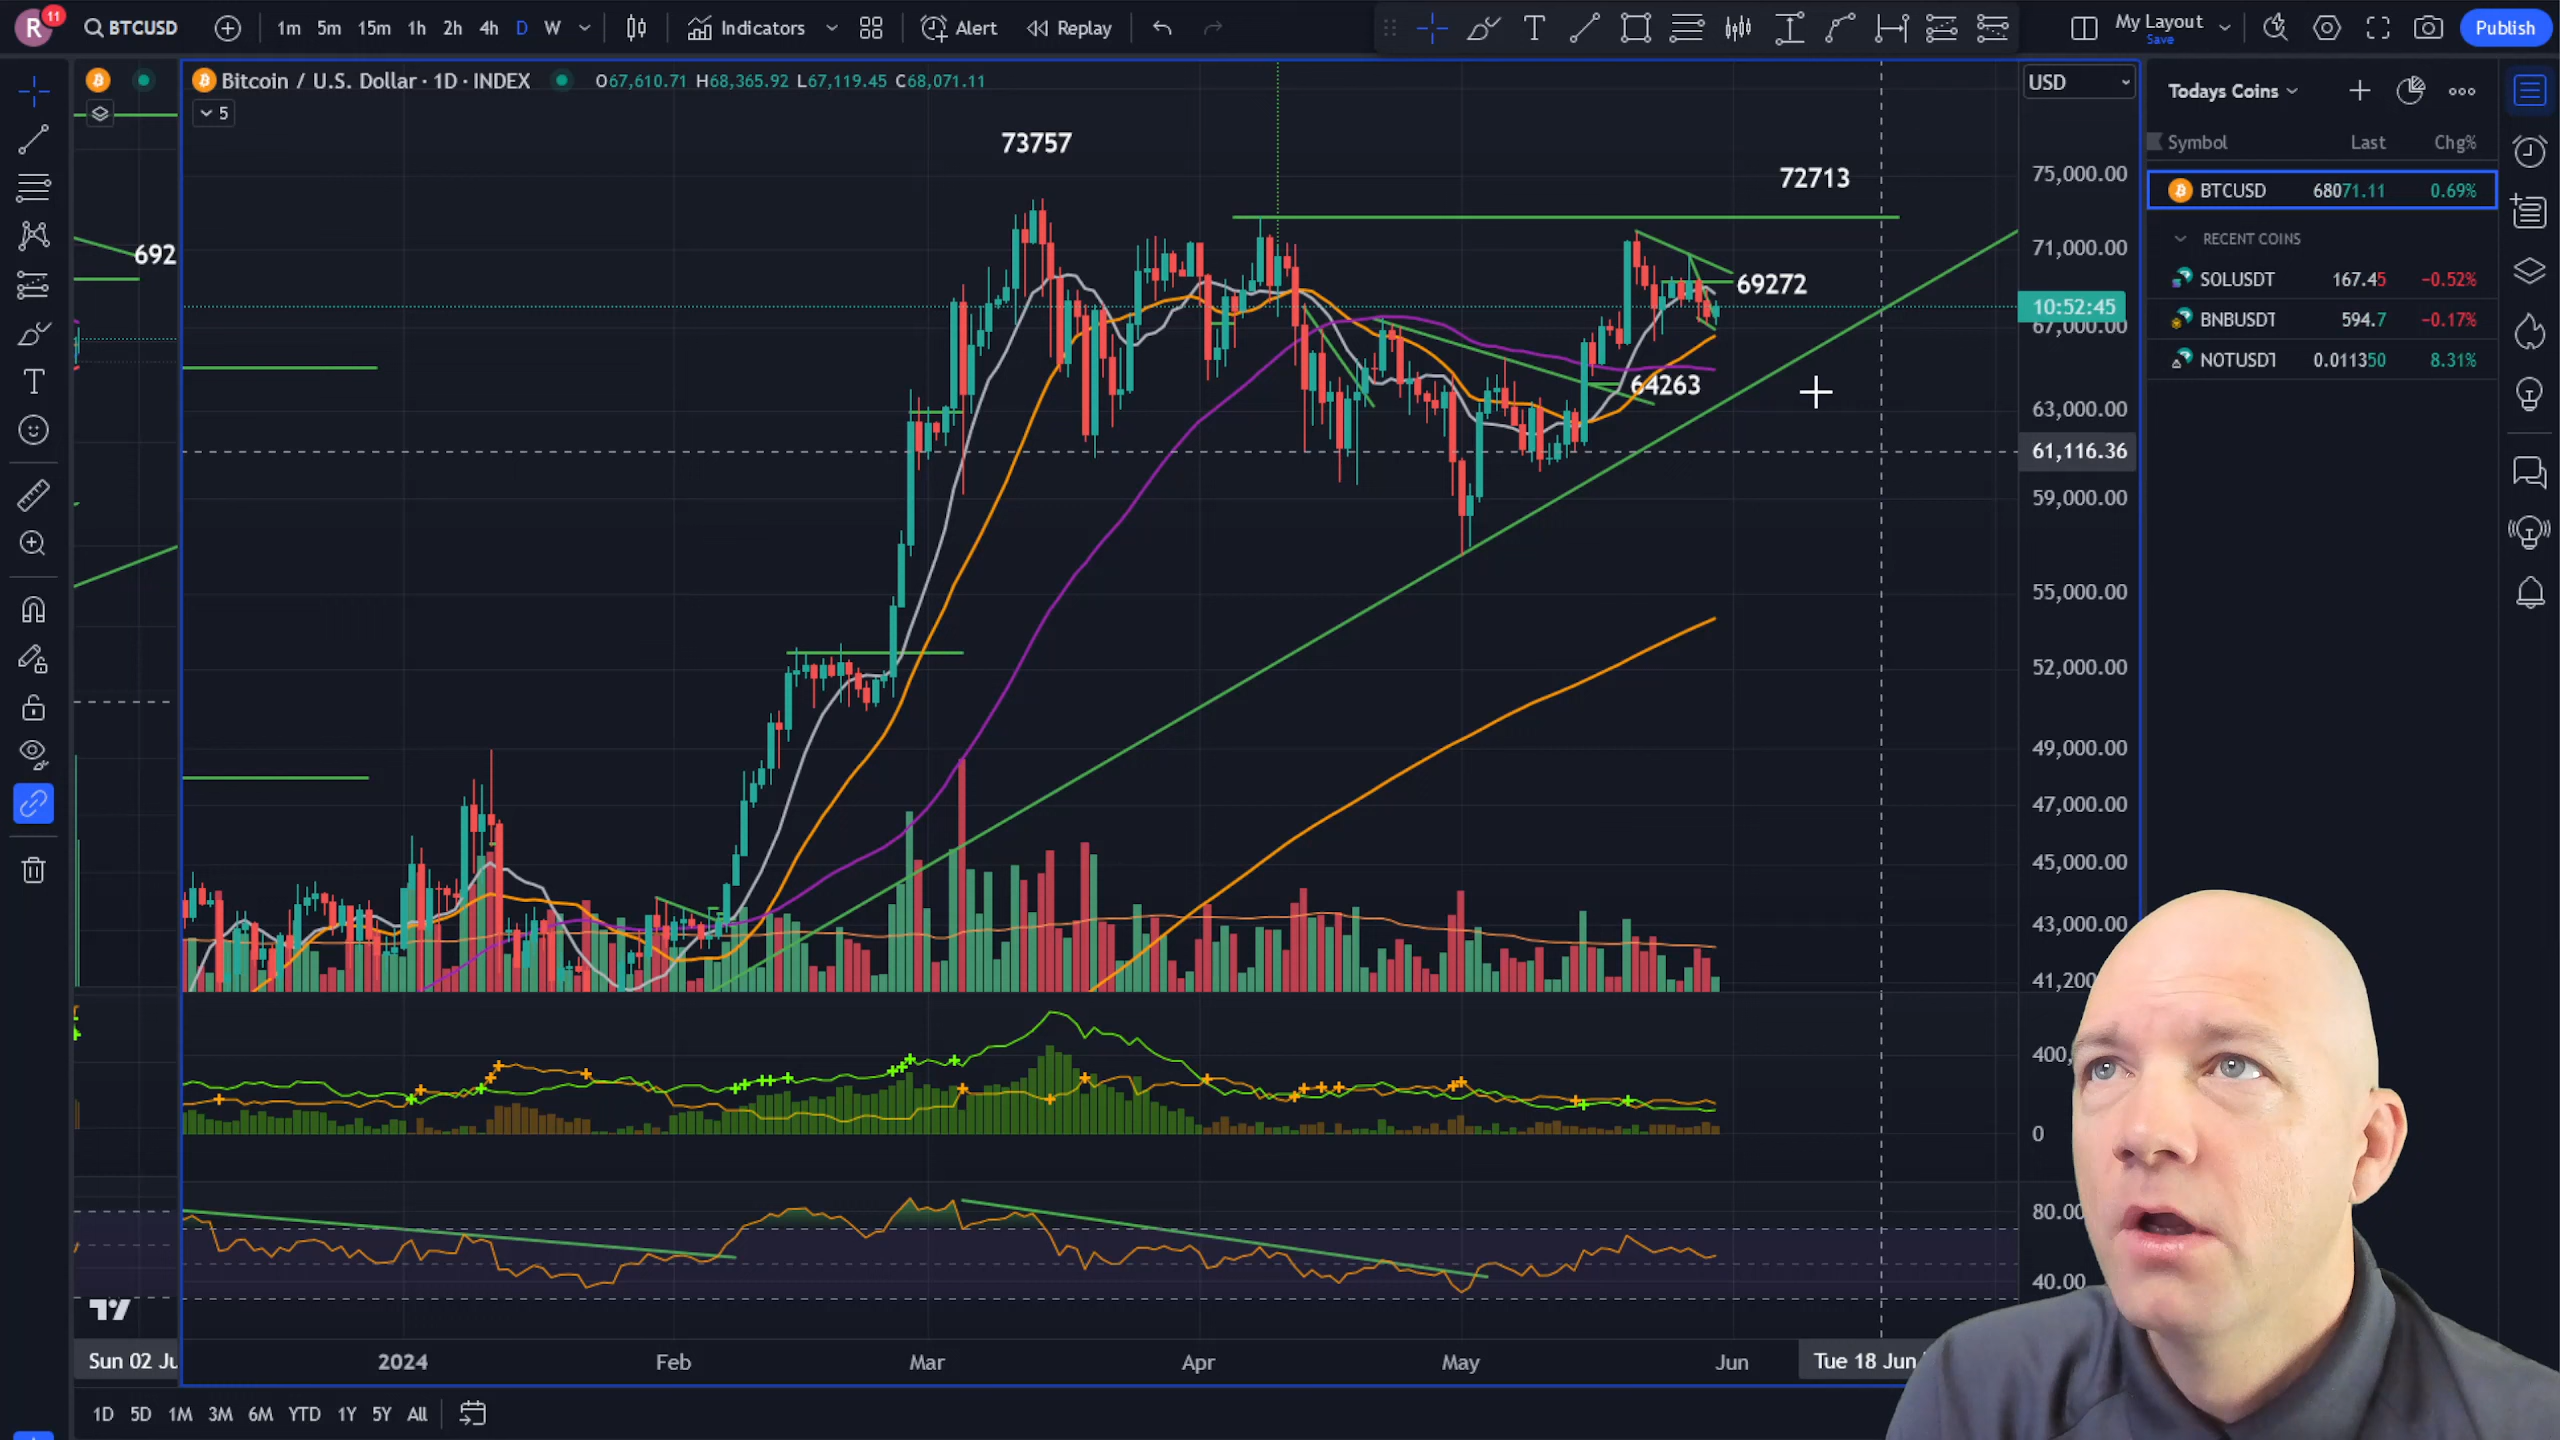 R 11 BTCUSD 1m 5m 15m 1h 2h 4h D W Indicators Alert Replay My Layout Save Publish
Bitcoin / U.S. Dollar · 1D · INDEX O67,610.71 H68,365.92 L67,119.45 C68,071.11
5
USD
Todays Coins
Symbol Last Chg%
BTCUSD 68071.11 0.69%
RECENT COINS
SOLUSDT 167.45 −0.52%
BNBUSDT 594.7 −0.17%
NOTUSDT 0.011350 8.31%
73757
72713
692
69272
64263
75,000.00
71,000.00
10:52:45
67,000.00
63,000.00
61,116.36
59,000.00
55,000.00
52,000.00
49,000.00
47,000.00
45,000.00
43,000.00
41,200
400,
0
80.00
40.00
Sun 02 Ju
2024 Feb Mar Apr May Jun
Tue 18 Jun
1D 5D 1M 3M 6M YTD 1Y 5Y All